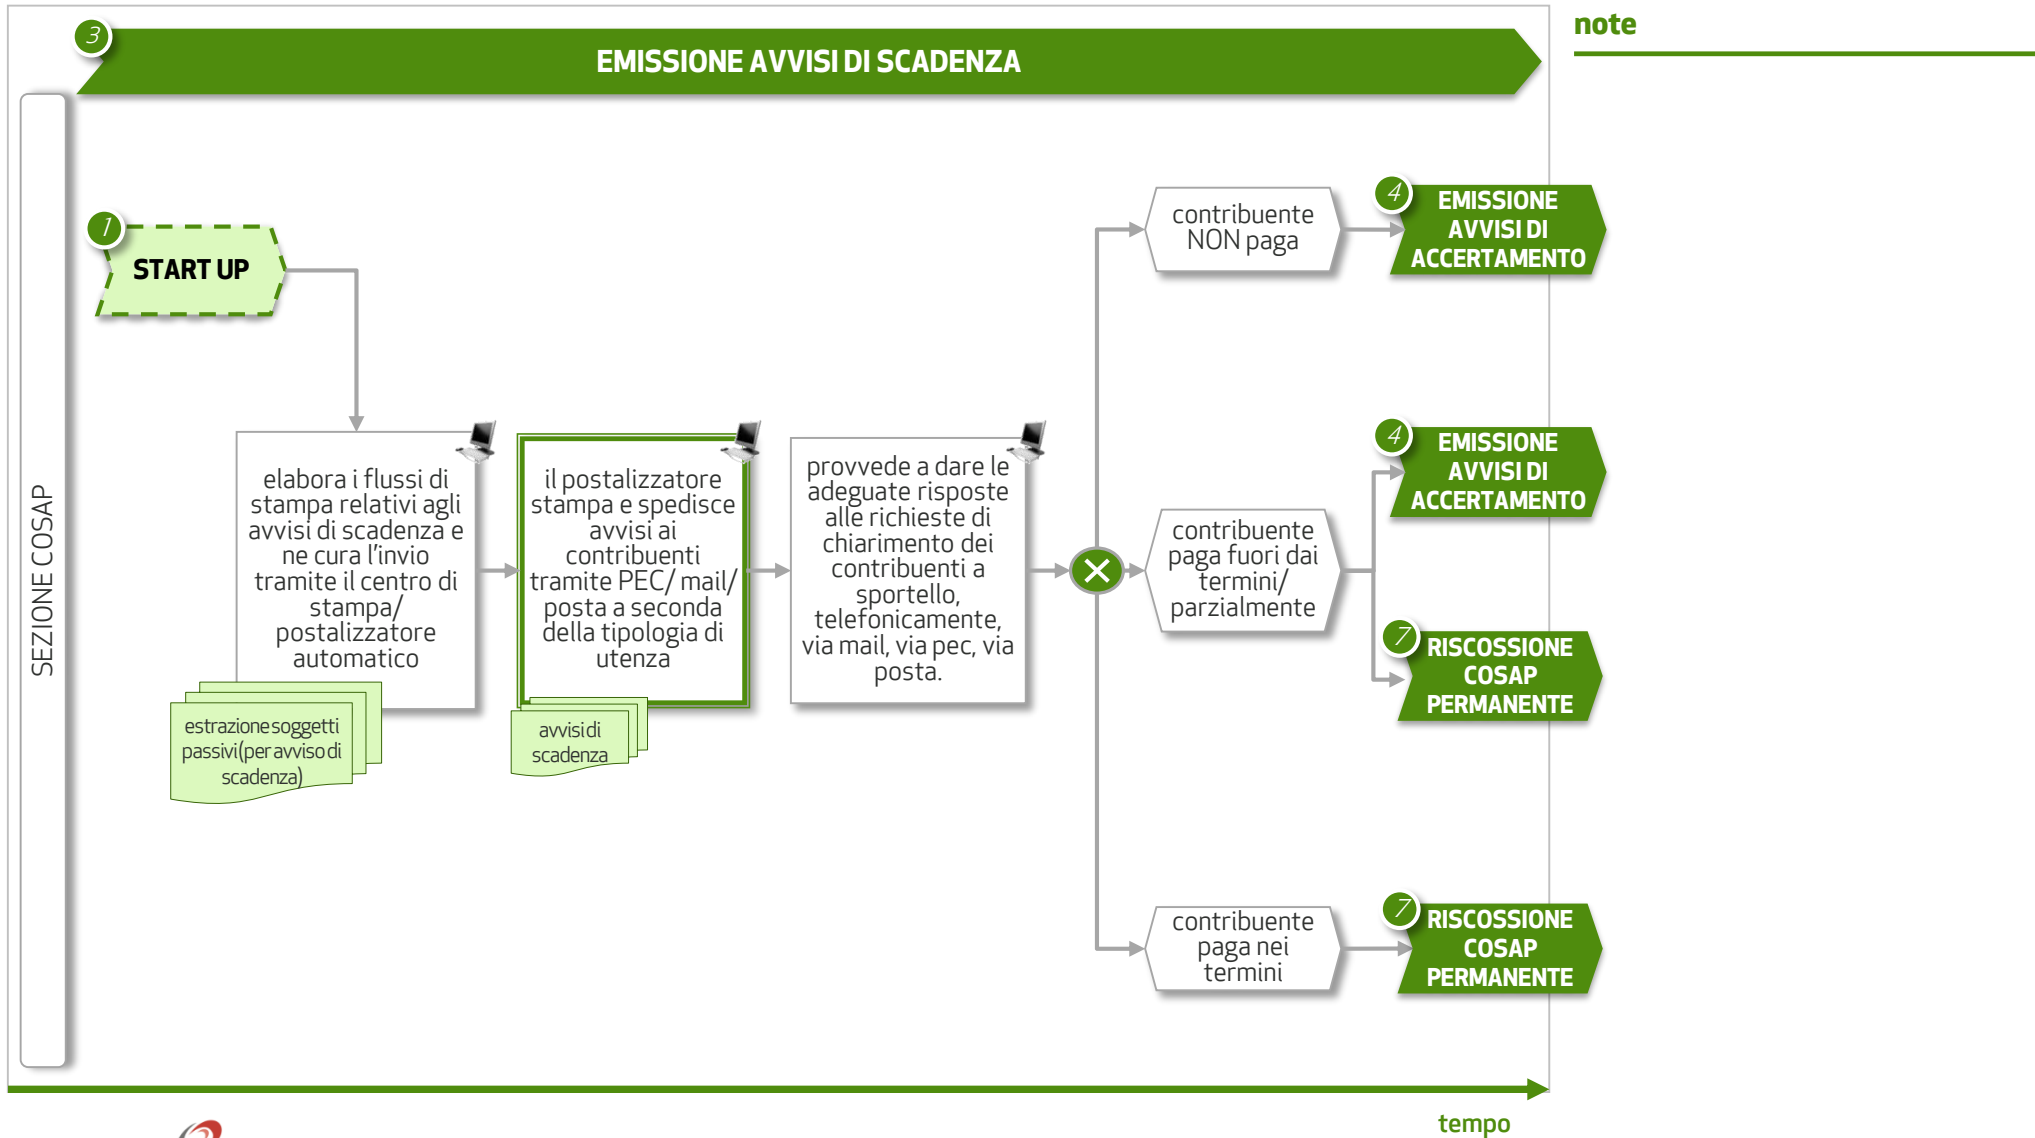 note
3
EMISSIONE AVVISI DI SCADENZA
SEZIONE COSAP
1
START UP
elabora i flussi di
stampa relativi agli
avvisi di scadenza e
ne cura l'invio
tramite il centro di
stampa/
postalizzatore
automatico
estrazione soggetti
passivi (per avviso di
scadenza)
il postalizzatore
stampa e spedisce
avvisi ai
contribuenti
tramite PEC/ mail/
posta a seconda
della tipologia di
utenza
avvisi di
scadenza
provvede a dare le
adeguate risposte
alle richieste di
chiarimento dei
contribuenti a
sportello,
telefonicamente,
via mail, via pec, via
posta.
contribuente
NON paga
4
EMISSIONE
AVVISI DI
ACCERTAMENTO
contribuente
paga fuori dai
termini/
parzialmente
4
EMISSIONE
AVVISI DI
ACCERTAMENTO
7
RISCOSSIONE
COSAP
PERMANENTE
contribuente
paga nei
termini
7
RISCOSSIONE
COSAP
PERMANENTE
tempo